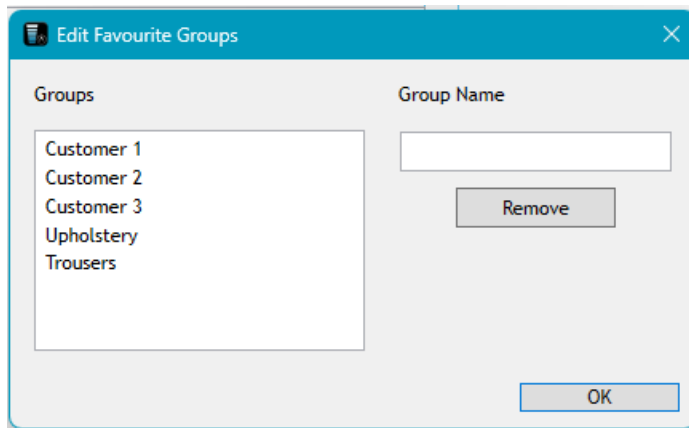 Edit Favourite Groups
Groups
Group Name
Customer 1
Customer 2
Customer 3
Upholstery
Trousers
Remove
OK